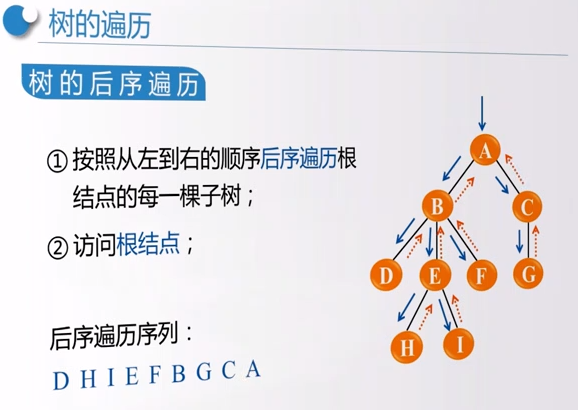 树的遍历
树的后序遍历
① 按照从左到右的顺序后序遍历根
结点的每一棵子树；
② 访问根结点；
后序遍历序列：
D H I E F B G C A
A
B C
D E F G
H I